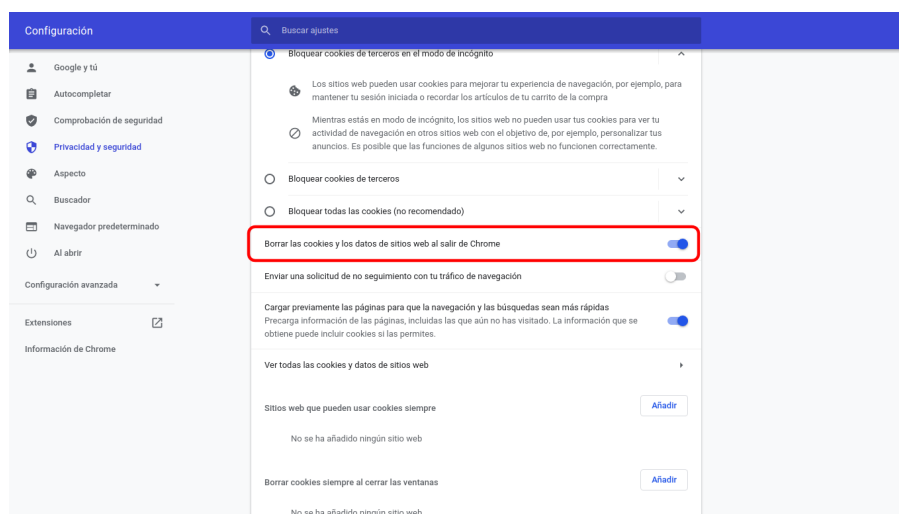 Configuración
Buscar ajustes
Google y tú
Autocompletar
Comprobación de seguridad
Privacidad y seguridad
Aspecto
Buscador
Navegador predeterminado
Al abrir
Configuración avanzada
Extensiones
Información de Chrome
Bloquear cookies de terceros en el modo de incógnito
Los sitios web pueden usar cookies para mejorar tu experiencia de navegación, por ejemplo, para
mantener tu sesión iniciada o recordar los artículos de tu carrito de la compra
Mientras estás en modo de incógnito, los sitios web no pueden usar tus cookies para ver tu
actividad de navegación en otros sitios web con el objetivo de, por ejemplo, personalizar tus
anuncios. Es posible que las funciones de algunos sitios web no funcionen correctamente.
Bloquear cookies de terceros
Bloquear todas las cookies (no recomendado)
Borrar las cookies y los datos de sitios web al salir de Chrome
Enviar una solicitud de no seguimiento con tu tráfico de navegación
Cargar previamente las páginas para que la navegación y las búsquedas sean más rápidas
Precarga información de las páginas, incluidas las que aún no has visitado. La información que se
obtiene puede incluir cookies si las permites.
Ver todas las cookies y datos de sitios web
Sitios web que pueden usar cookies siempre
Añadir
No se ha añadido ningún sitio web
Borrar cookies siempre al cerrar las ventanas
Añadir
No se ha añadido ningún sitio web